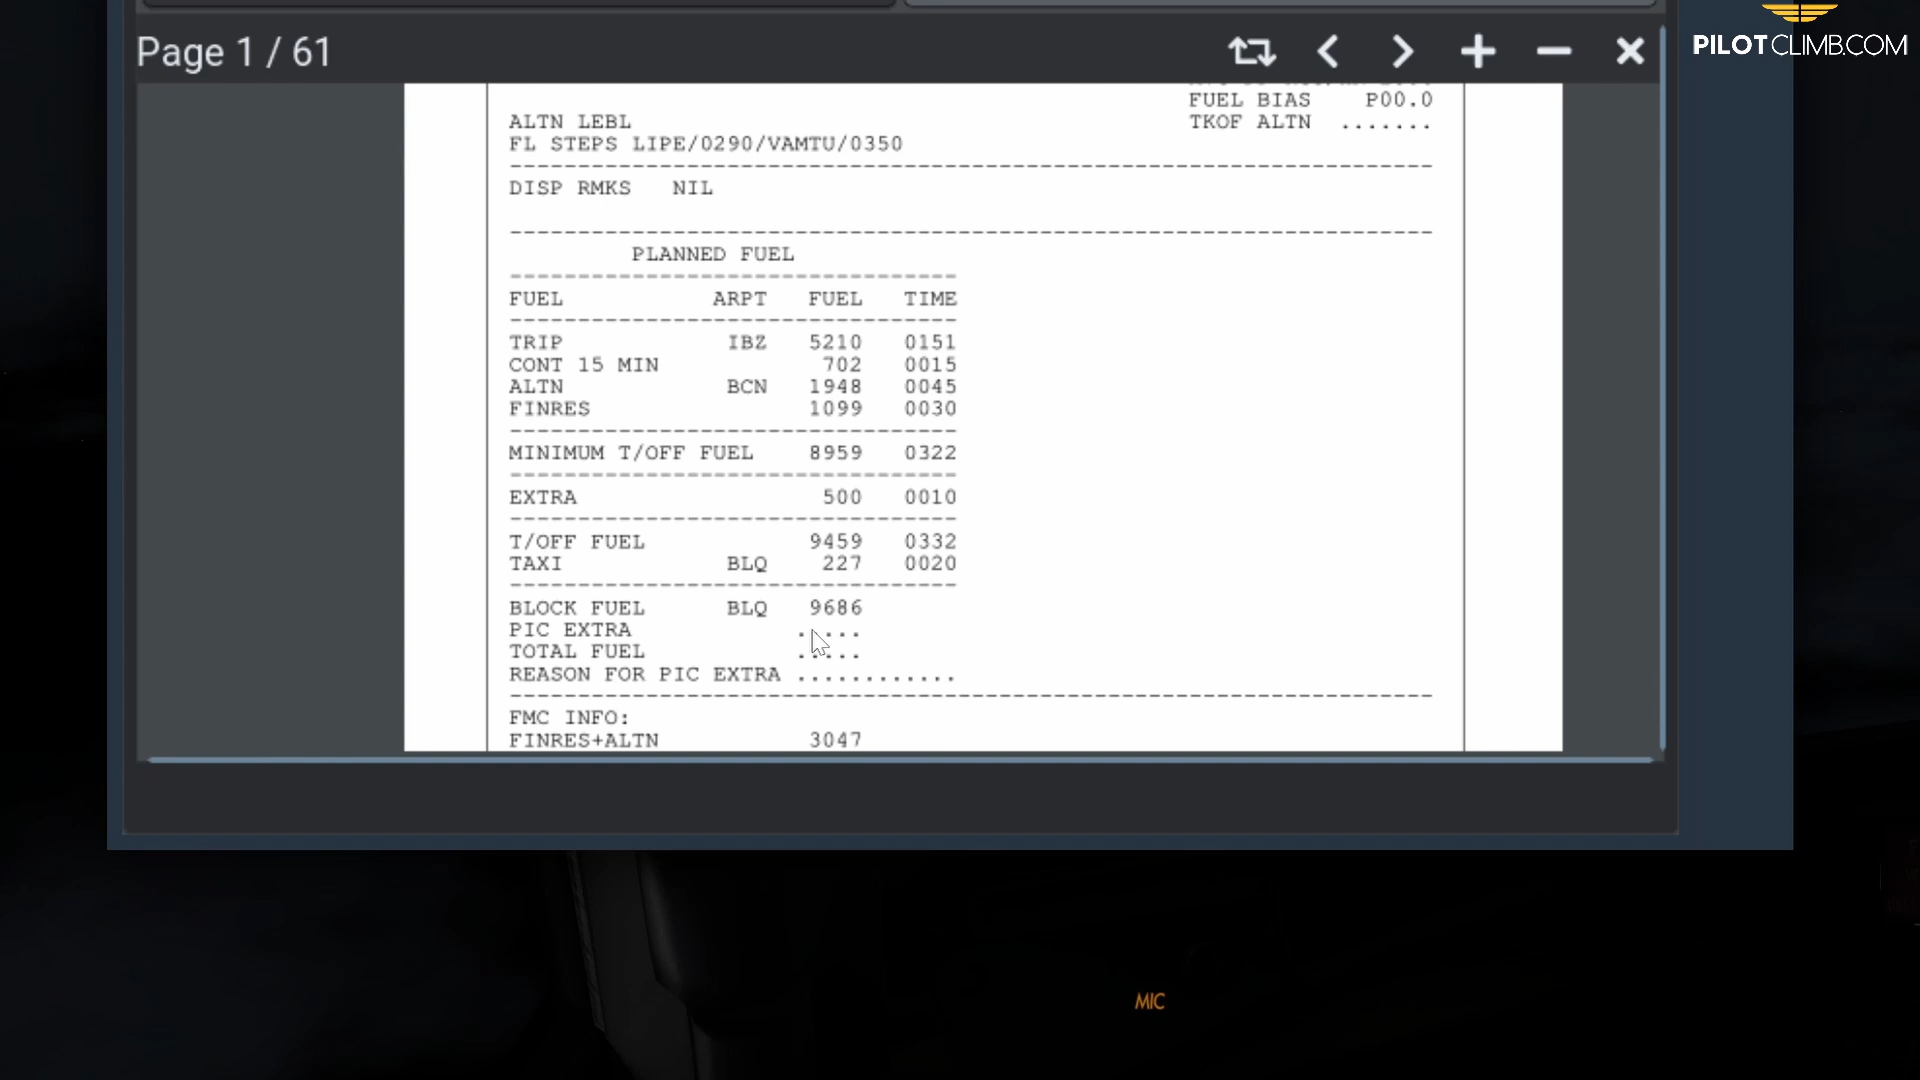 Page 1 / 61
PILOTCLIMB.COM
FUEL BIAS P00.0
ALTN LEBL
TKOF ALTN .......
FL STEPS LIPE/0290/VAMTU/0350
DISP RMKS NIL
PLANNED FUEL
FUEL ARPT FUEL TIME
TRIP IBZ 5210 0151
CONT 15 MIN 702 0015
ALTN BCN 1948 0045
FINRES 1099 0030
MINIMUM T/OFF FUEL 8959 0322
EXTRA 500 0010
T/OFF FUEL 9459 0332
TAXI BLQ 227 0020
BLOCK FUEL BLQ 9686
PIC EXTRA .....
TOTAL FUEL .....
REASON FOR PIC EXTRA ............
FMC INFO:
FINRES+ALTN 3047
MIC